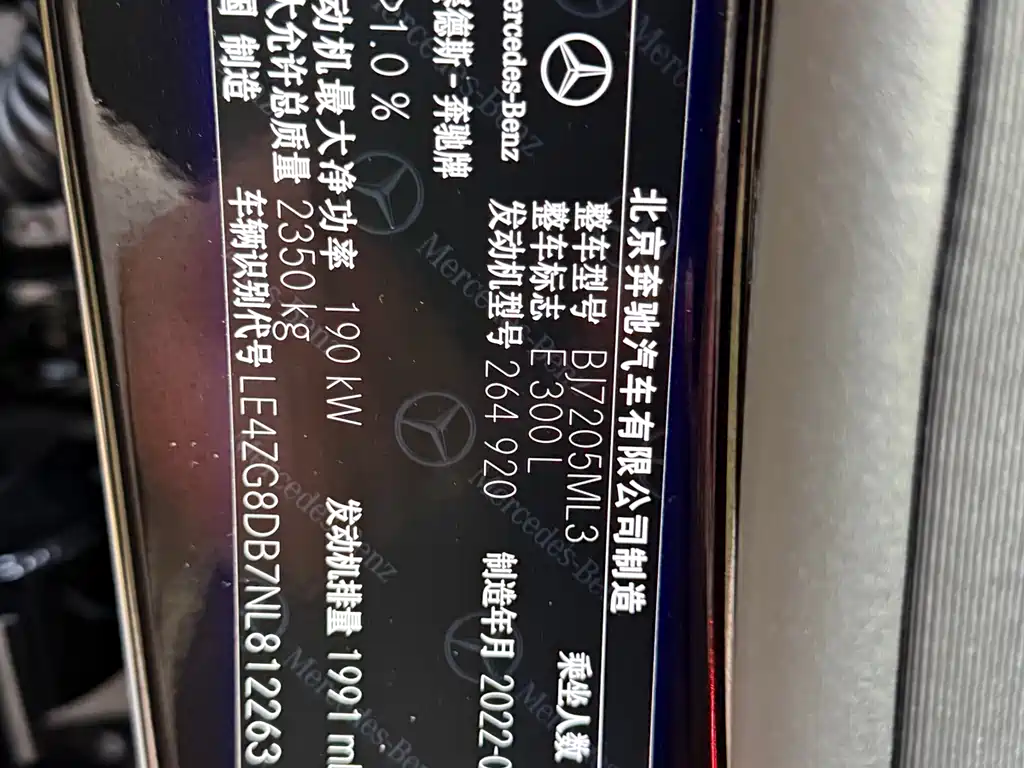 北京奔驰汽车有限公司制造
整车型号 BJ7205ML3 乘坐人数
整车标志 E 300 L
Mercedes-Benz 发动机型号 264 920 制造年月 2022-0
德斯-奔驰牌
>1.0 %
动机最大净功率 190 kW 发动机排量 1991 ml
大允许总质量 2350 kg
国 制造 车辆识别代号 LE4ZG8DB7NL812263